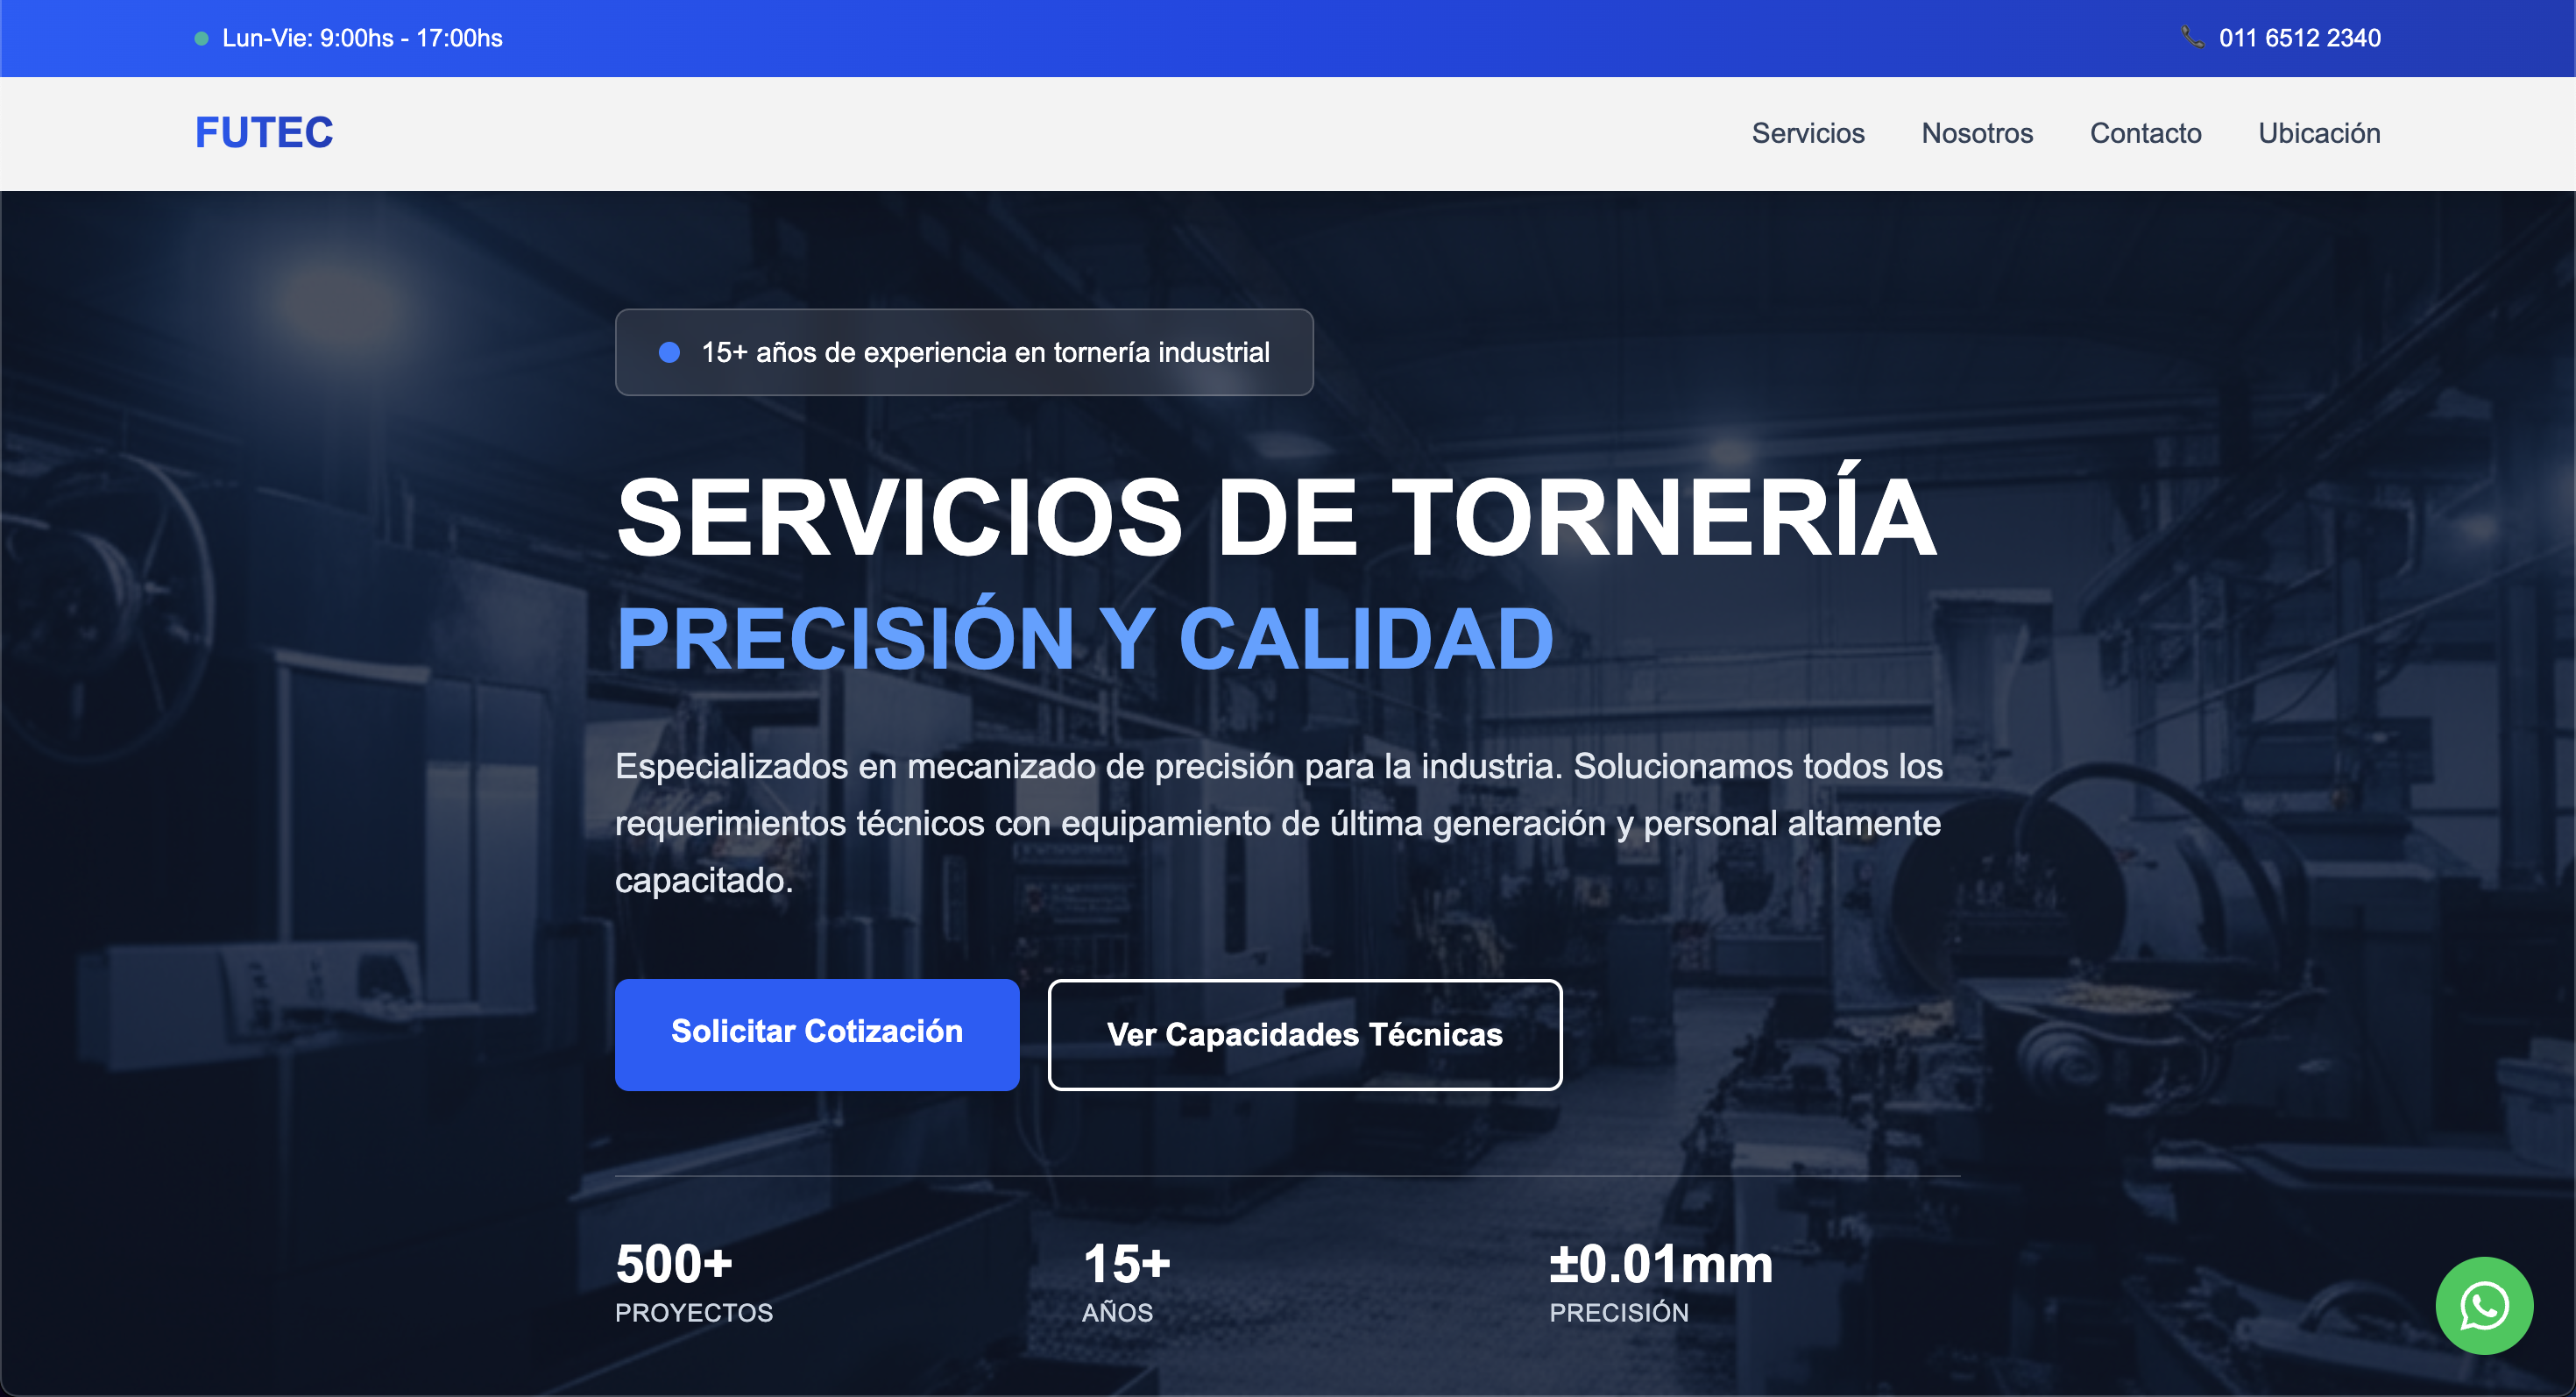 Lun-Vie: 9:00hs - 17:00hs
011 6512 2340
FUTEC
Servicios Nosotros Contacto Ubicación
15+ años de experiencia en tornería industrial
SERVICIOS DE TORNERÍA
PRECISIÓN Y CALIDAD
Especializados en mecanizado de precisión para la industria. Solucionamos todos los
requerimientos técnicos con equipamiento de última generación y personal altamente
capacitado.
Solicitar Cotización
Ver Capacidades Técnicas
500+
PROYECTOS
15+
AÑOS
±0.01mm
PRECISIÓN